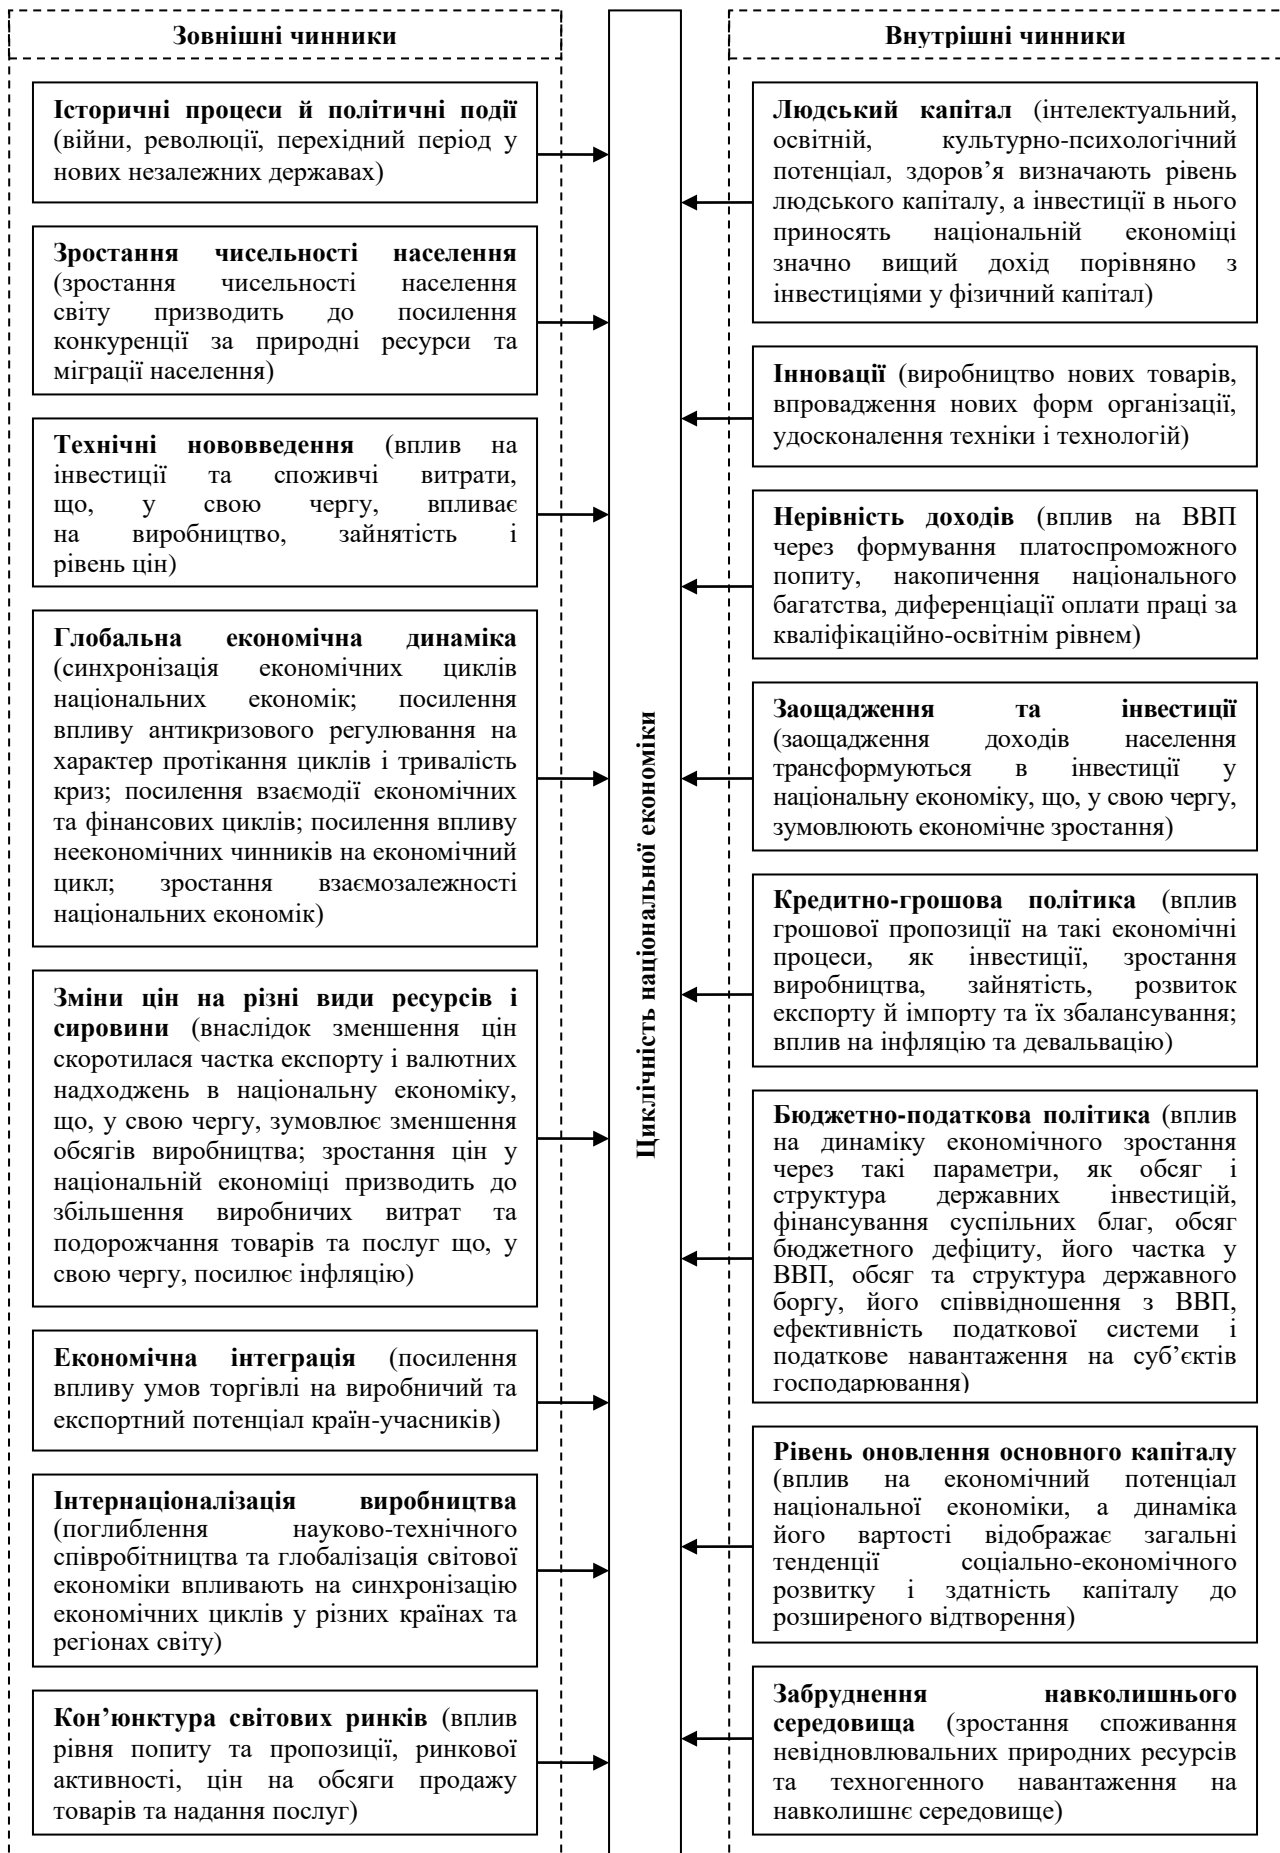 Зовнішні чинники
Історичні процеси й політичні події
(війни, революції, перехідний період у
нових незалежних державах)
Зростання чисельності населення
(зростання чисельності населення
світу призводить до посилення
конкуренції за природні ресурси та
міграції населення)
Технічні нововведення (вплив на
інвестиції та споживчі витрати,
що, у свою чергу, впливає
на виробництво, зайнятість і
рівень цін)
Глобальна економічна динаміка
(синхронізація економічних циклів
національних економік; посилення
впливу антикризового регулювання на
характер протікання циклів і тривалість
криз; посилення взаємодії економічних
та фінансових циклів; посилення впливу
неекономічних чинників на економічний
цикл; зростання взаємозалежності
національних економік)
Зміни цін на різні види ресурсів і
сировини (внаслідок зменшення цін
скоротилася частка експорту і валютних
надходжень в національну економіку,
що, у свою чергу, зумовлює зменшення
обсягів виробництва; зростання цін у
національній економіці призводить до
збільшення виробничих витрат та
подорожчання товарів та послуг що, у
свою чергу, посилює інфляцію)
Економічна інтеграція (посилення
впливу умов торгівлі на виробничий та
експортний потенціал країн-учасників)
Інтернаціоналізація виробництва
(поглиблення науково-технічного
співробітництва та глобалізація світової
економіки впливають на синхронізацію
економічних циклів у різних країнах та
регіонах світу)
Кон’юнктура світових ринків (вплив
рівня попиту та пропозиції, ринкової
активності, цін на обсяги продажу
товарів та надання послуг)
Циклічність національної економіки
Внутрішні чинники
Людський капітал (інтелектуальний,
освітній, культурно-психологічний
потенціал, здоров’я визначають рівень
людського капіталу, а інвестиції в нього
приносять національній економіці
значно вищий дохід порівняно з
інвестиціями у фізичний капітал)
Інновації (виробництво нових товарів,
впровадження нових форм організації,
удосконалення техніки і технологій)
Нерівність доходів (вплив на ВВП
через формування платоспроможного
попиту, накопичення національного
багатства, диференціації оплати праці за
кваліфікаційно-освітнім рівнем)
Заощадження та інвестиції
(заощадження доходів населення
трансформуються в інвестиції у
національну економіку, що, у свою чергу,
зумовлюють економічне зростання)
Кредитно-грошова політика (вплив
грошової пропозиції на такі економічні
процеси, як інвестиції, зростання
виробництва, зайнятість, розвиток
експорту й імпорту та їх збалансування;
вплив на інфляцію та девальвацію)
Бюджетно-податкова політика (вплив
на динаміку економічного зростання
через такі параметри, як обсяг і
структура державних інвестицій,
фінансування суспільних благ, обсяг
бюджетного дефіциту, його частка у
ВВП, обсяг та структура державного
боргу, його співвідношення з ВВП,
ефективність податкової системи і
податкове навантаження на суб’єктів
господарювання)
Рівень оновлення основного капіталу
(вплив на економічний потенціал
національної економіки, а динаміка
його вартості відображає загальні
тенденції соціально-економічного
розвитку і здатність капіталу до
розширеного відтворення)
Забруднення навколишнього
середовища (зростання споживання
невідновлювальних природних ресурсів
та техногенного навантаження на
навколишнє середовище)